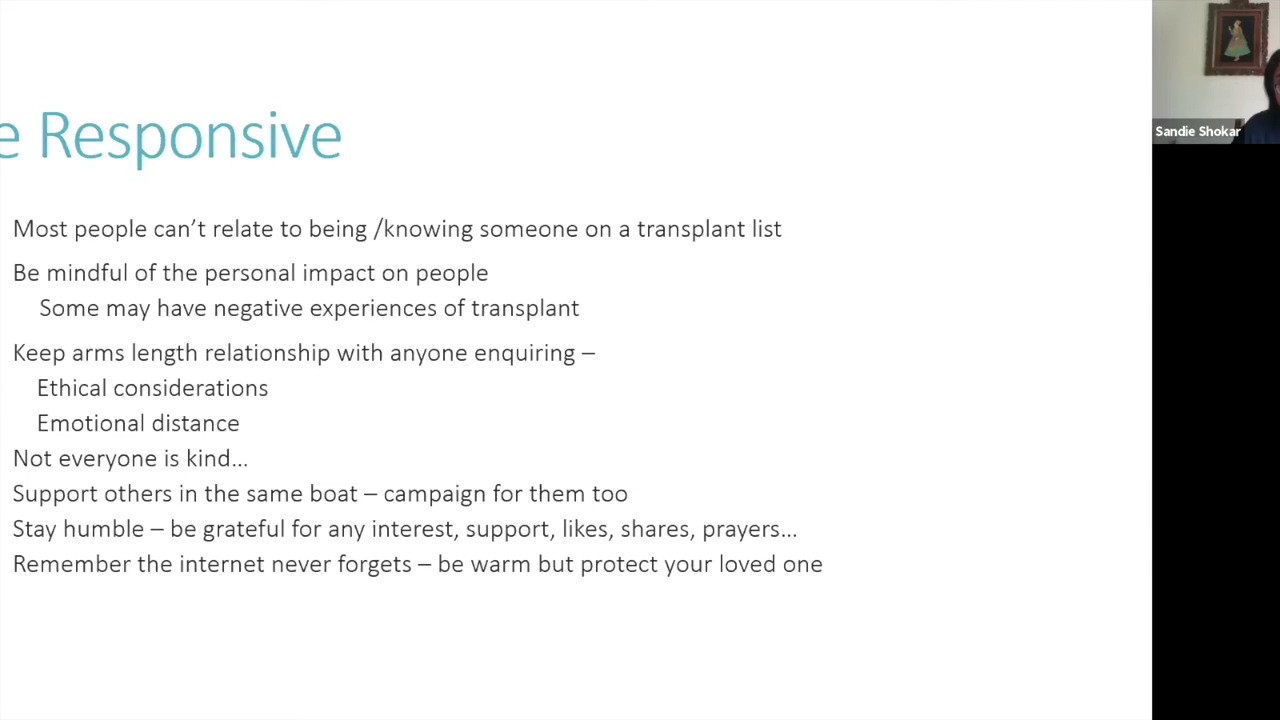 e Responsive
Most people can’t relate to being /knowing someone on a transplant list
Be mindful of the personal impact on people
Some may have negative experiences of transplant
Keep arms length relationship with anyone enquiring –
Ethical considerations
Emotional distance
Not everyone is kind…
Support others in the same boat – campaign for them too
Stay humble – be grateful for any interest, support, likes, shares, prayers…
Remember the internet never forgets – be warm but protect your loved one
Sandie Shokar